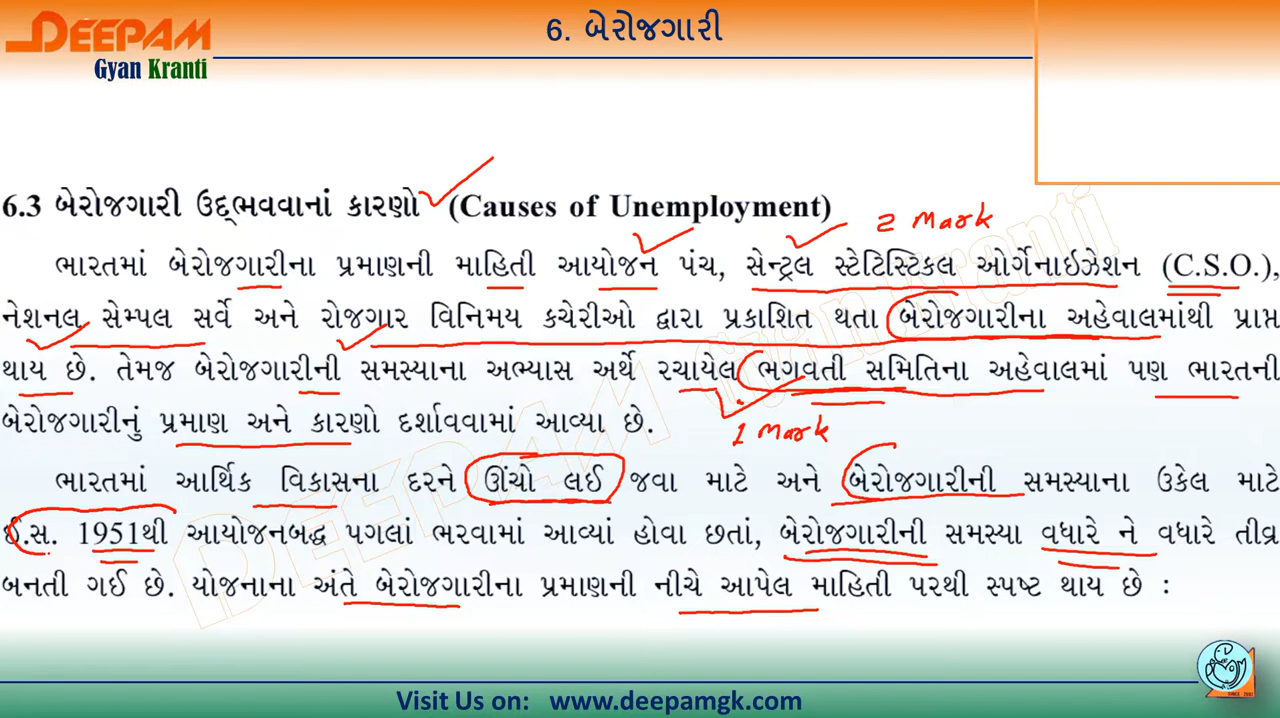 DEEPAM
Gyan Kranti
6. બેરોજગારી
6.3 બેરોજગારી ઉદ્‌ભવવાનાં કારણો (Causes of Unemployment)
2 Mark
ભારતમાં બેરોજગારીના પ્રમાણની માહિતી આયોજન પંચ, સેન્ટ્રલ સ્ટેટિસ્ટિકલ ઓર્ગેનાઇઝેશન (C.S.O.),
નેશનલ સેમ્પલ સર્વે અને રોજગાર વિનિમય કચેરીઓ દ્વારા પ્રકાશિત થતા બેરોજગારીના અહેવાલમાંથી પ્રાપ્ત
થાય છે. તેમજ બેરોજગારીની સમસ્યાના અભ્યાસ અર્થે રચાયેલ ભગવતી સમિતિના અહેવાલમાં પણ ભારતની
બેરોજગારીનું પ્રમાણ અને કારણો દર્શાવવામાં આવ્યા છે.
1 Mark
ભારતમાં આર્થિક વિકાસના દરને ઊંચો લઈ જવા માટે અને બેરોજગારીની સમસ્યાના ઉકેલ માટે
ઈ.સ. 1951થી આયોજનબદ્ધ પગલાં ભરવામાં આવ્યાં હોવા છતાં, બેરોજગારીની સમસ્યા વધારે ને વધારે તીવ્ર
બનતી ગઈ છે. યોજનાના અંતે બેરોજગારીના પ્રમાણની નીચે આપેલ માહિતી પરથી સ્પષ્ટ થાય છે :
DEEPAM Gyan Kranti
Visit Us on: www.deepamgk.com